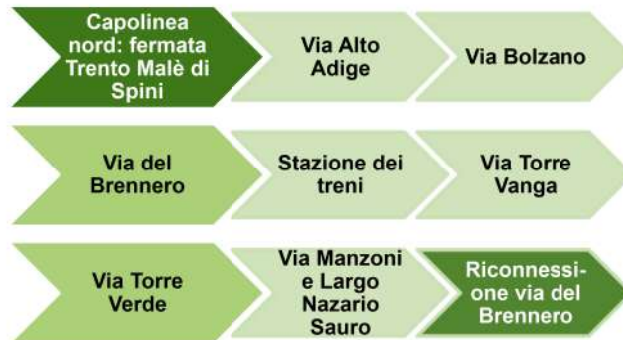 Capolinea
nord: fermata
Trento Malè di
Spini
Via Alto
Adige
Via Bolzano
Via del
Brennero
Stazione dei
treni
Via Torre
Vanga
Via Torre
Verde
Via Manzoni
e Largo
Nazario
Sauro
Riconnessi-
one via del
Brennero